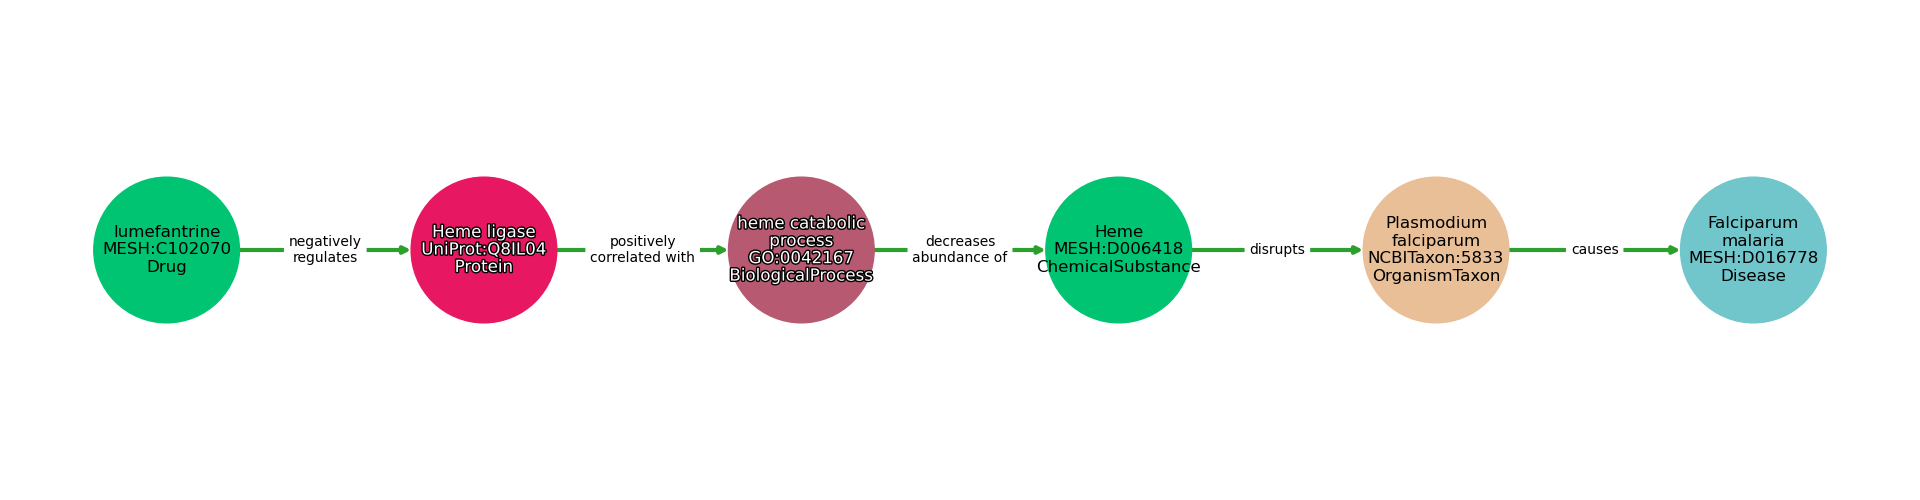 lumefantrine
MESH:C102070
Drug
negatively
regulates
Heme ligase
UniProt:Q8IL04
Protein
positively
correlated with
heme catabolic
process
GO:0042167
BiologicalProcess
decreases
abundance of
Heme
MESH:D006418
ChemicalSubstance
disrupts
Plasmodium
falciparum
NCBITaxon:5833
OrganismTaxon
causes
Falciparum
malaria
MESH:D016778
Disease